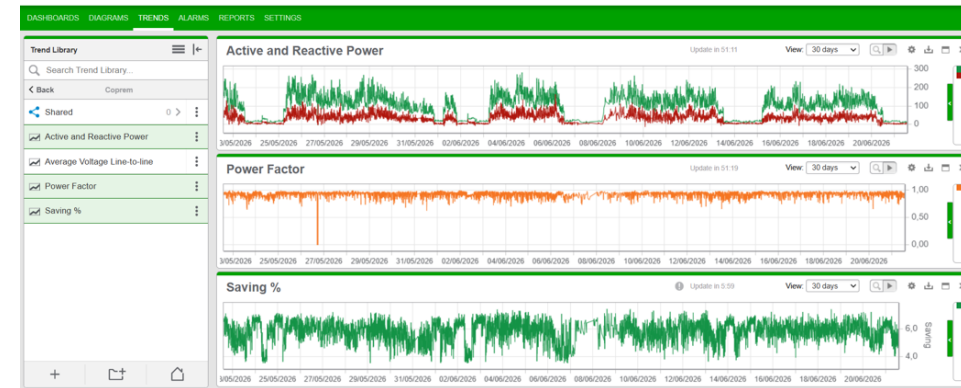 DASHBOARDS DIAGRAMS TRENDS ALARMS REPORTS SETTINGS
Trend Library
Search Trend Library...
Back Coprem
Shared 0
Active and Reactive Power
Average Voltage Line-to-line
Power Factor
Saving %
Active and Reactive Power Update in 51:11 View: 30 days
300
200
100
0
3/05/2026 25/05/2026 27/05/2026 29/05/2026 31/05/2026 02/06/2026 04/06/2026 06/06/2026 08/06/2026 10/06/2026 12/06/2026 14/06/2026 16/06/2026 18/06/2026 20/06/2026
Power Factor Update in 51:19 View: 30 days
1,00
0,50
0,00
3/05/2026 25/05/2026 27/05/2026 29/05/2026 31/05/2026 02/06/2026 04/06/2026 06/06/2026 08/06/2026 10/06/2026 12/06/2026 14/06/2026 16/06/2026 18/06/2026 20/06/2026
Saving % Update in 5:59 View: 30 days
6,0
4,0
Saving
3/05/2026 25/05/2026 27/05/2026 29/05/2026 31/05/2026 02/06/2026 04/06/2026 06/06/2026 08/06/2026 10/06/2026 12/06/2026 14/06/2026 16/06/2026 18/06/2026 20/06/2026